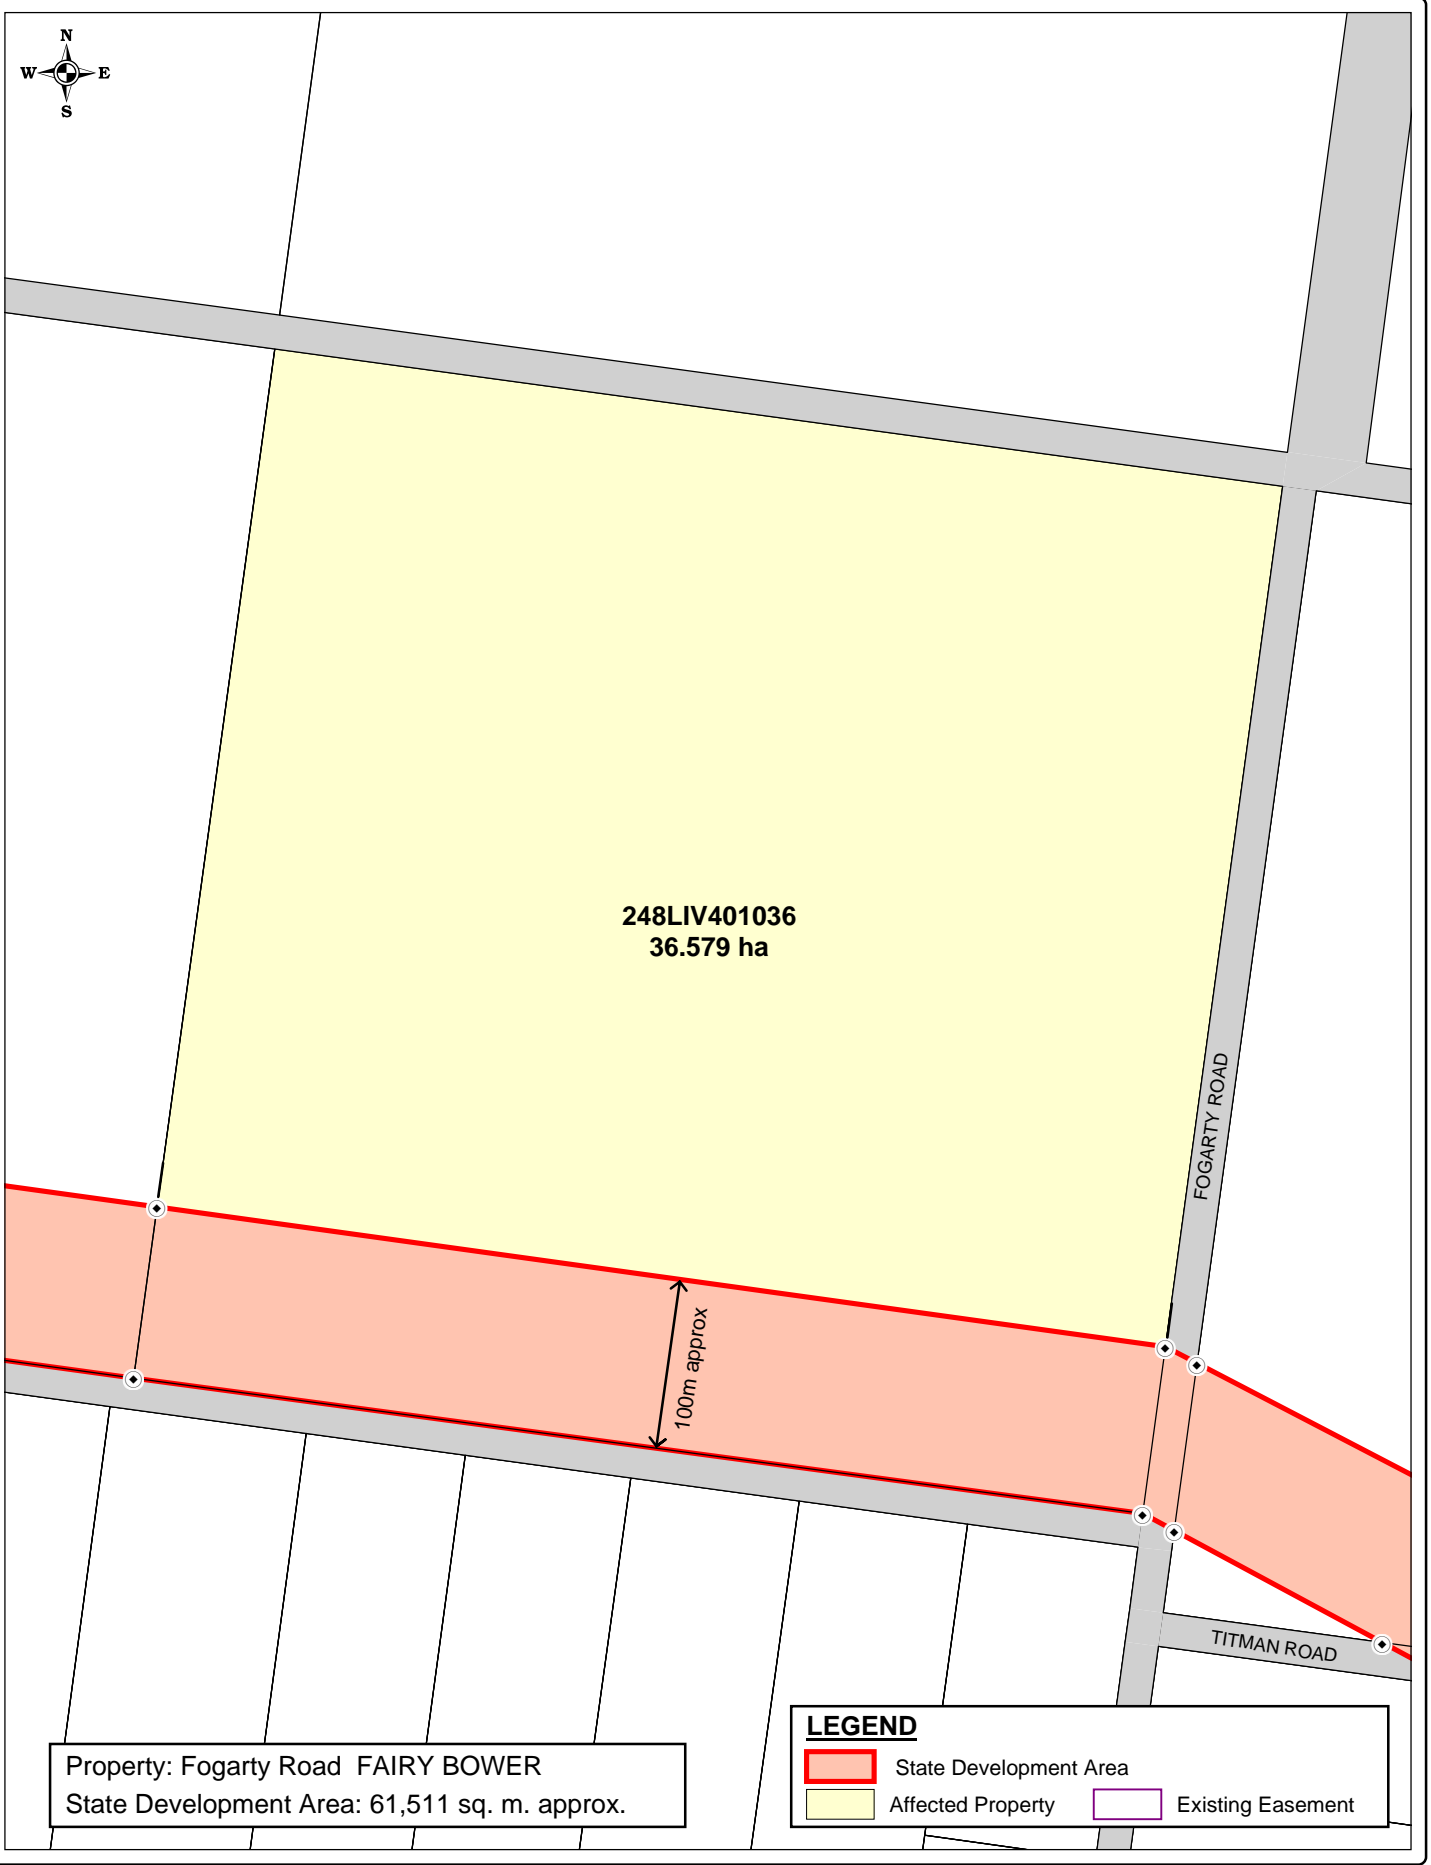 N
W E
S
248LIV401036
36.579 ha
FOGARTY ROAD
100m approx
TITMAN ROAD
Property: Fogarty Road  FAIRY BOWER
State Development Area: 61,511 sq. m. approx.
LEGEND
State Development Area
Affected Property
Existing Easement